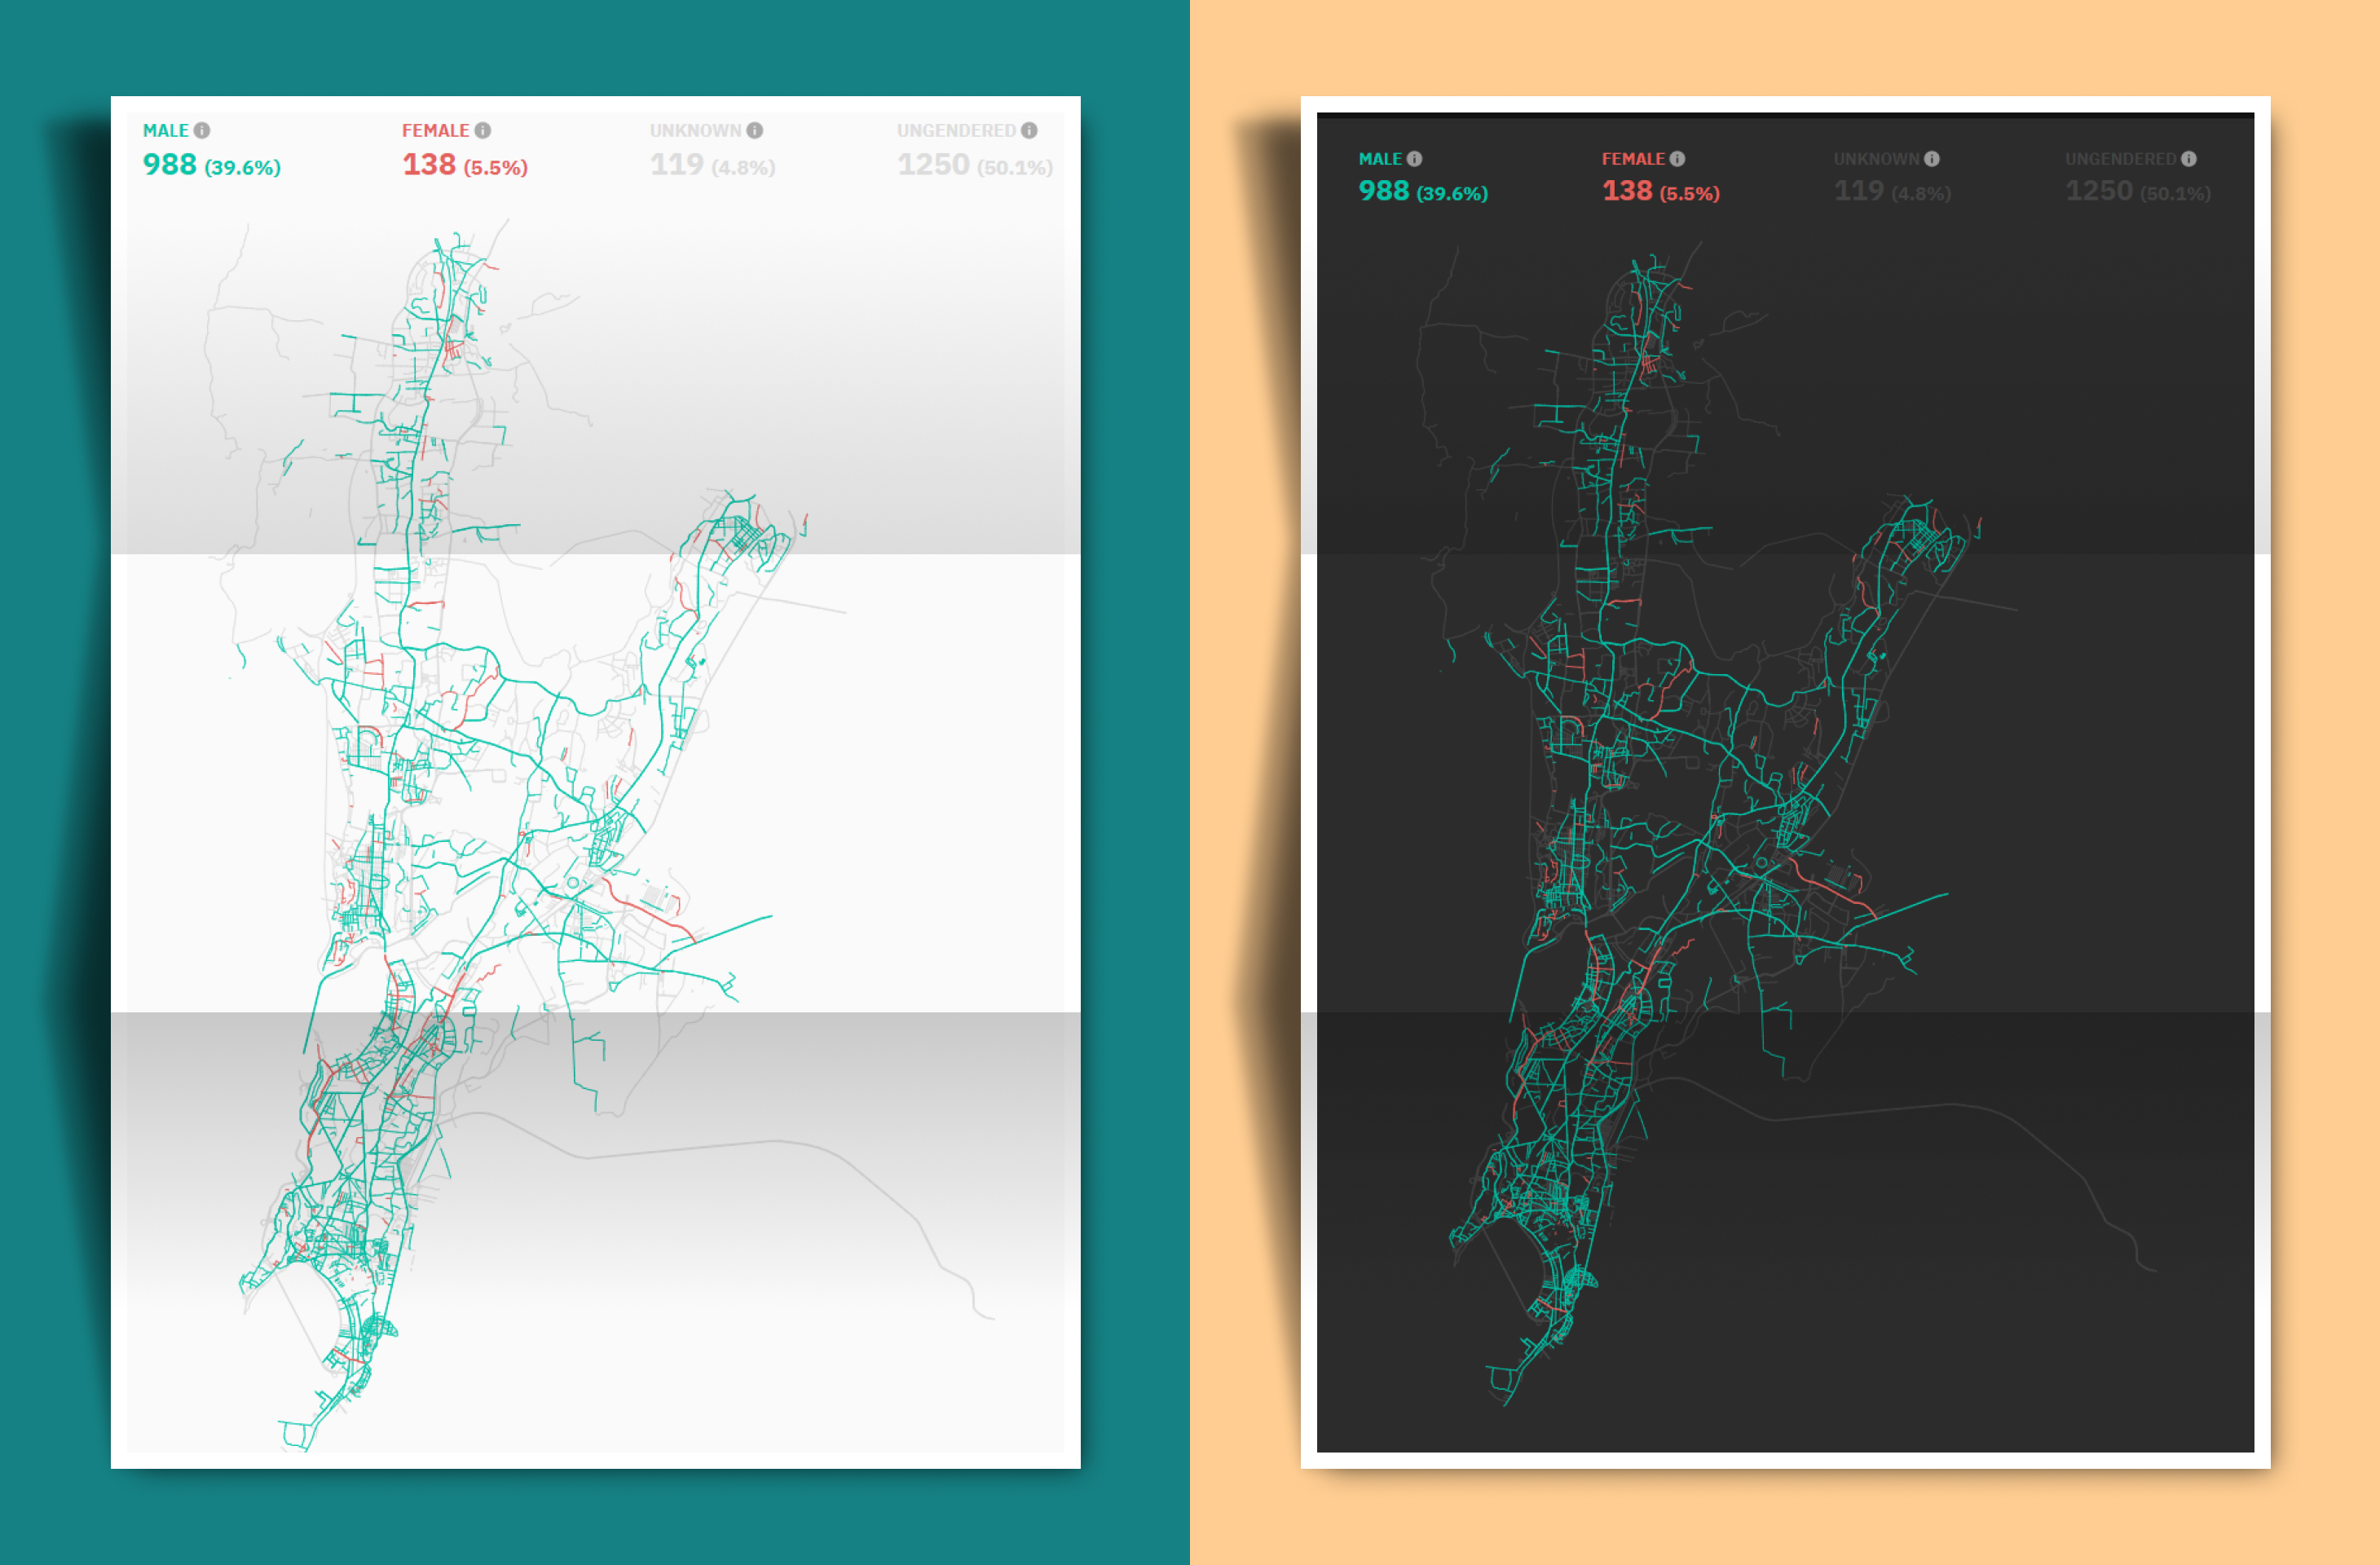 MALE FEMALE UNKNOWN UNGENDERED
988 (39.6%) 138 (5.5%) 119 (4.8%) 1250 (50.1%)
MALE FEMALE UNKNOWN UNGENDERED
988 (39.6%) 138 (5.5%) 119 (4.8%) 1250 (50.1%)